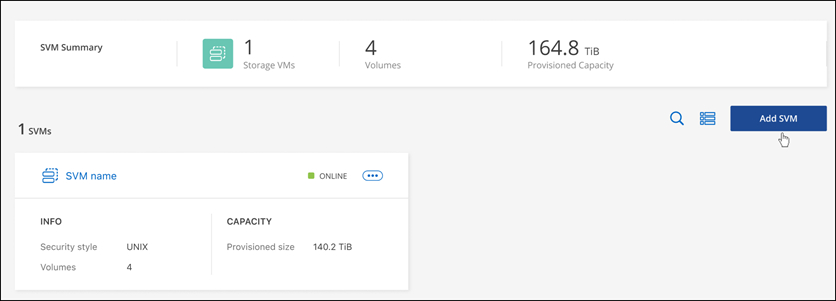 SVM Summary
1
Storage VMs
4
Volumes
164.8 TiB
Provisioned Capacity
1 SVMs
Add SVM
SVM name
ONLINE
INFO
CAPACITY
Security style UNIX
Provisioned size 140.2 TiB
Volumes 4